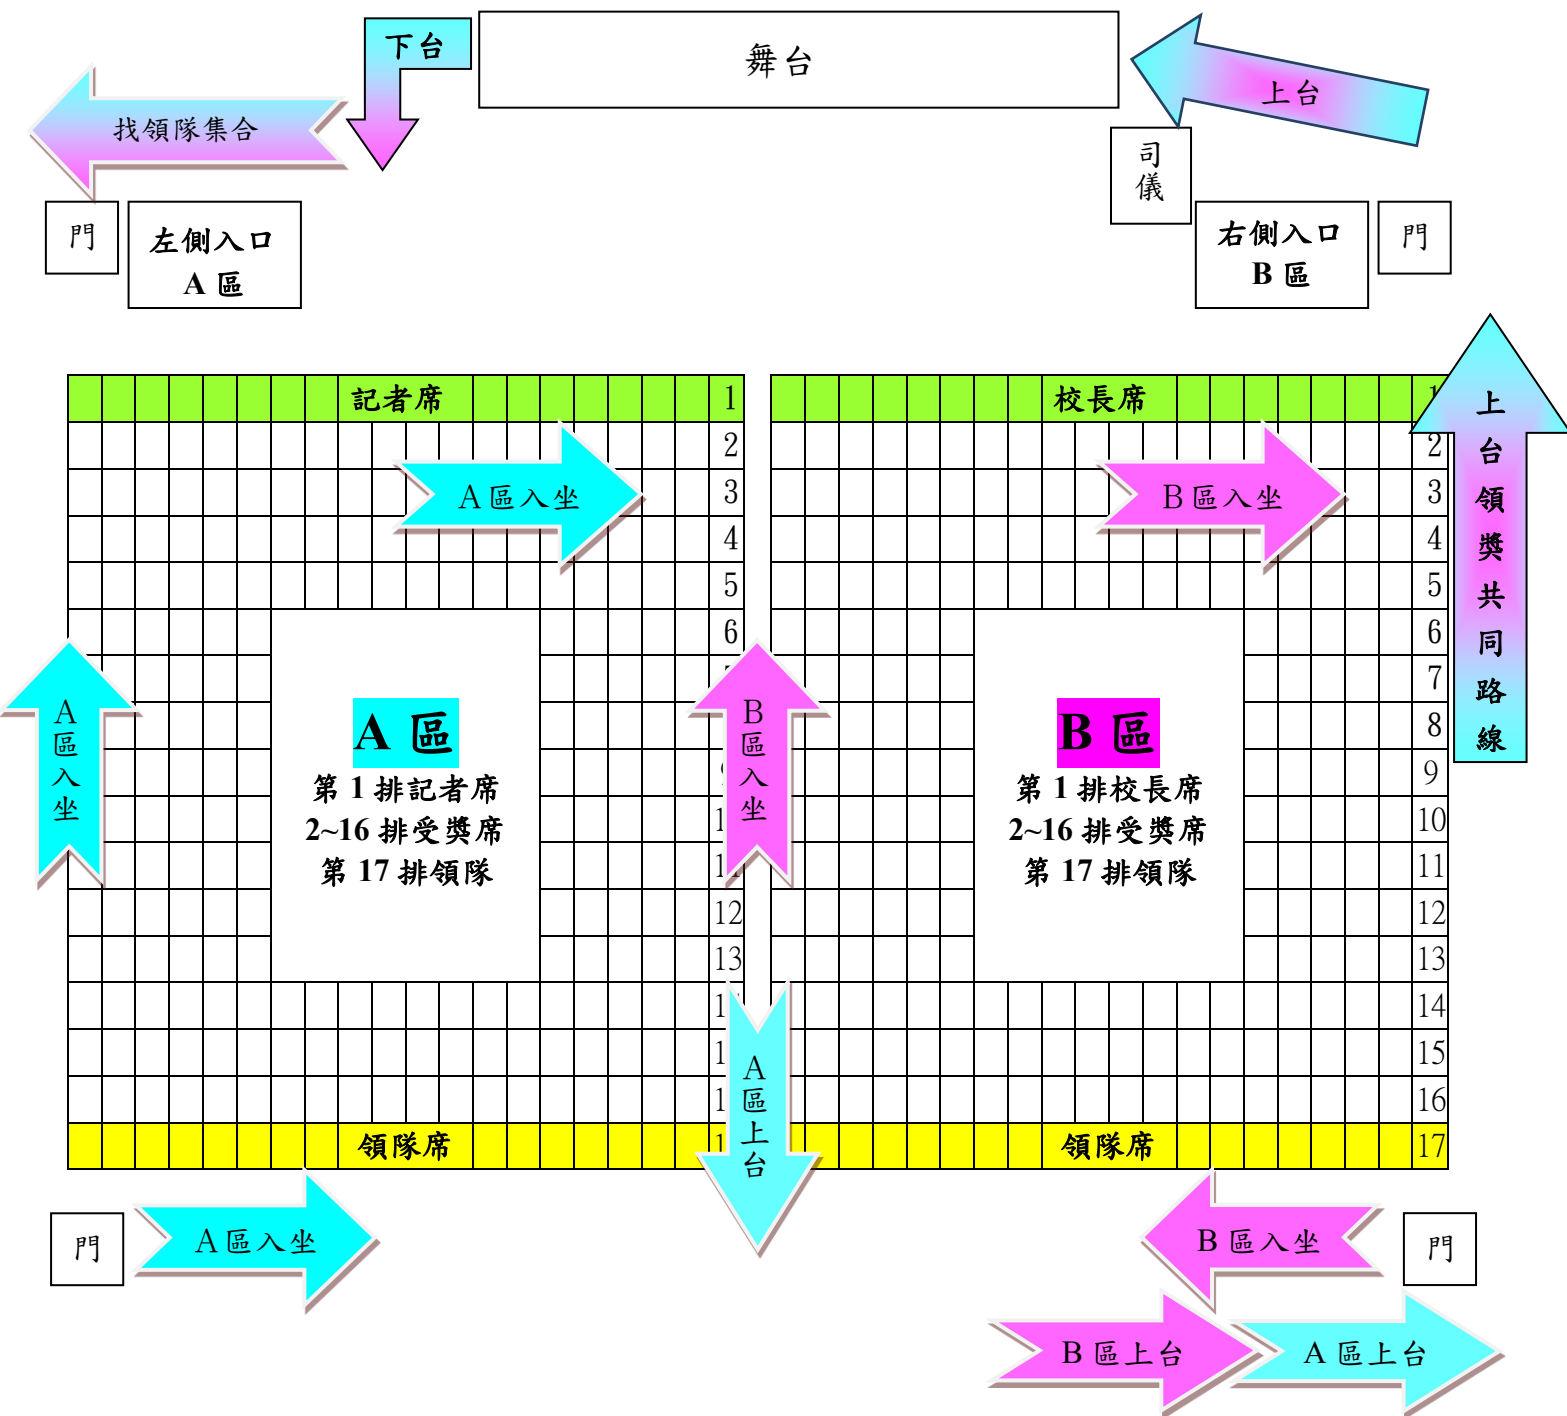 下台
舞台
上台
找領隊集合
司
儀
門
左側入口
A 區
右側入口
B 區
門
記者席 1
校長席 1
2
2
A區入坐 3
B區入坐 3
4
4
5
5
6
6
7
8
9
10
11
12
12
13
13
14
15
16
上
台
領
獎
共
同
路
線
A
區
入
坐
A 區
第 1 排記者席
2~16 排受獎席
第 17 排領隊
B
區
入
坐
B 區
第 1 排校長席
2~16 排受獎席
第 17 排領隊
A
區
上
台
領隊席
領隊席 17
門
A區入坐
B 區入坐
門
B 區上台
A 區上台